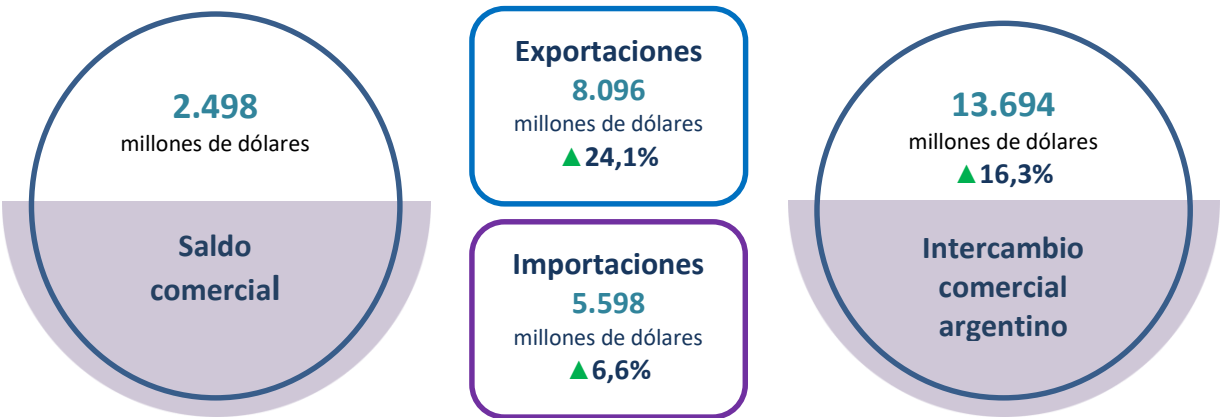 2.498
millones de dólares
Saldo
comercial
Exportaciones
8.096
millones de dólares
▲24,1%
Importaciones
5.598
millones de dólares
▲6,6%
13.694
millones de dólares
▲16,3%
Intercambio
comercial
argentino